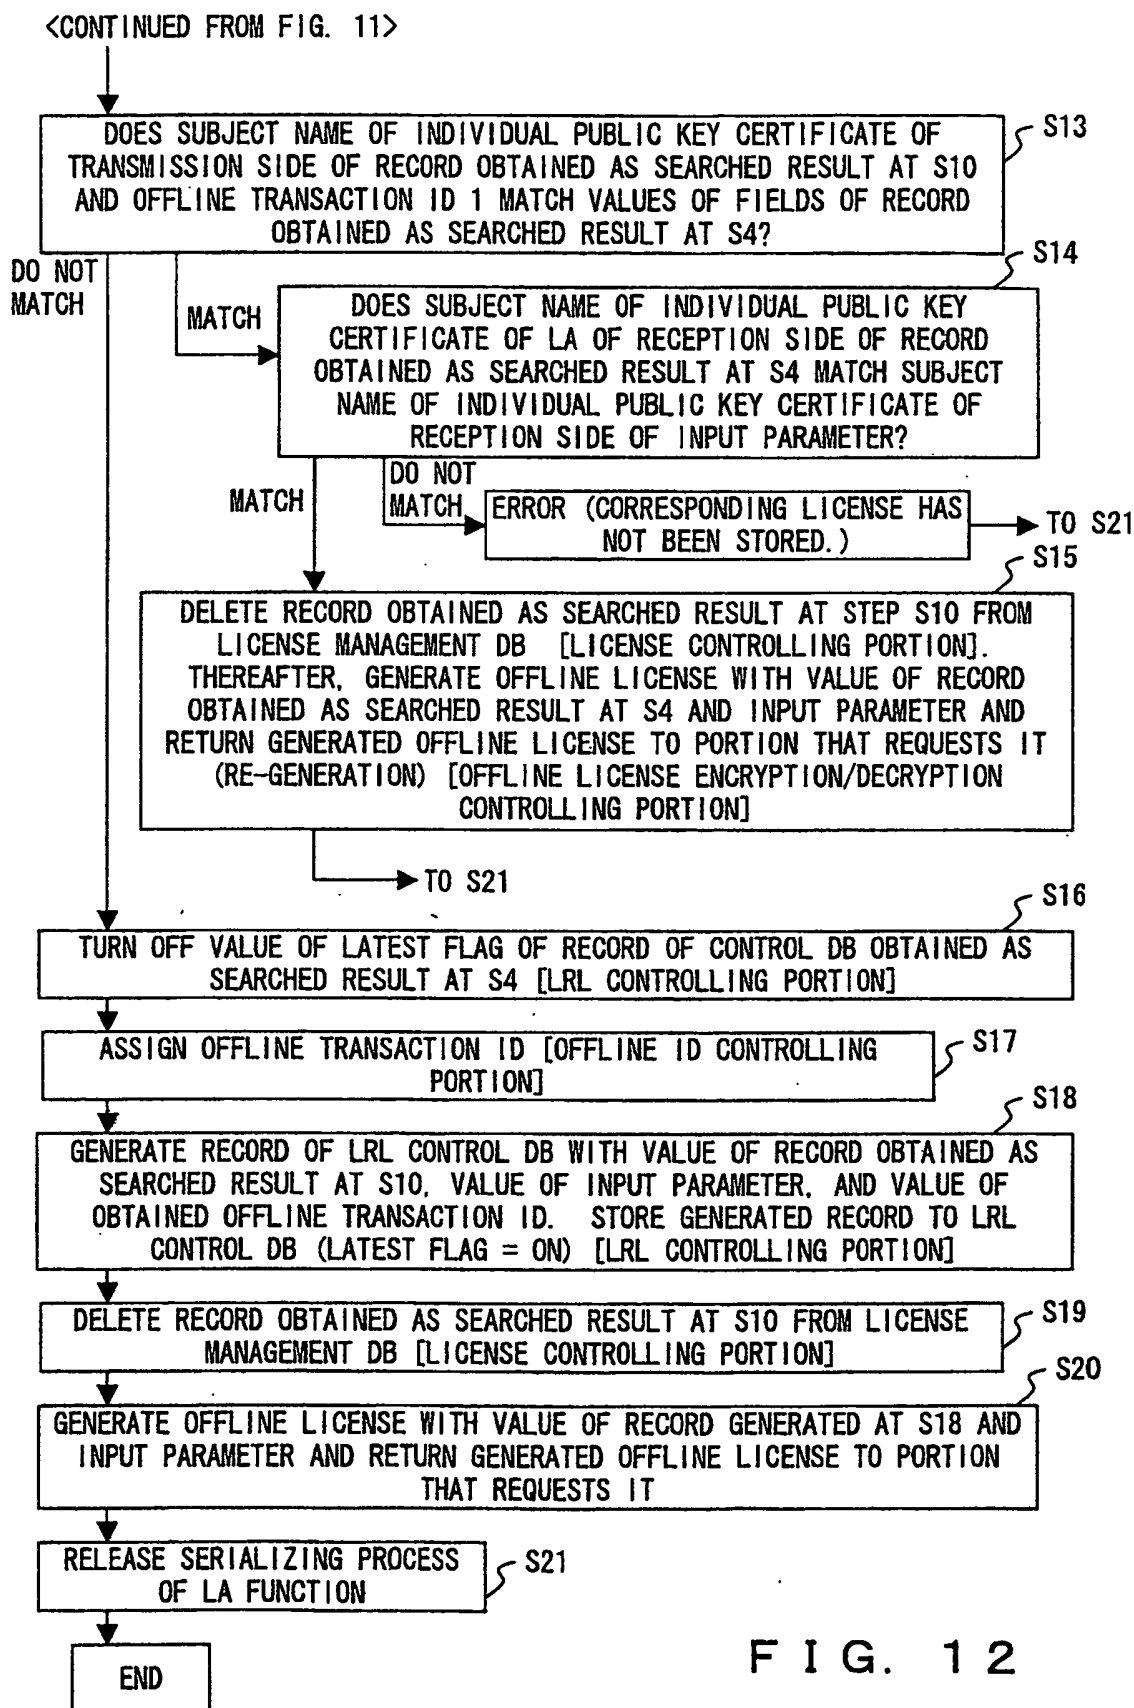 <CONTINUED FROM FIG. 11>
DOES SUBJECT NAME OF INDIVIDUAL PUBLIC KEY CERTIFICATE OF
TRANSMISSION SIDE OF RECORD OBTAINED AS SEARCHED RESULT AT S10
AND OFFLINE TRANSACTION ID 1 MATCH VALUES OF FIELDS OF RECORD
OBTAINED AS SEARCHED RESULT AT S4?
S13
DO NOT
MATCH
MATCH
S14
DOES SUBJECT NAME OF INDIVIDUAL PUBLIC KEY
CERTIFICATE OF LA OF RECEPTION SIDE OF RECORD
OBTAINED AS SEARCHED RESULT AT S4 MATCH SUBJECT
NAME OF INDIVIDUAL PUBLIC KEY CERTIFICATE OF
RECEPTION SIDE OF INPUT PARAMETER?
MATCH
DO NOT
MATCH
ERROR (CORRESPONDING LICENSE HAS
NOT BEEN STORED.)
TO S21
S15
DELETE RECORD OBTAINED AS SEARCHED RESULT AT STEP S10 FROM
LICENSE MANAGEMENT DB [LICENSE CONTROLLING PORTION].
THEREAFTER, GENERATE OFFLINE LICENSE WITH VALUE OF RECORD
OBTAINED AS SEARCHED RESULT AT S4 AND INPUT PARAMETER AND
RETURN GENERATED OFFLINE LICENSE TO PORTION THAT REQUESTS IT
(RE-GENERATION) [OFFLINE LICENSE ENCRYPTION/DECRYPTION
CONTROLLING PORTION]
TO S21
S16
TURN OFF VALUE OF LATEST FLAG OF RECORD OF CONTROL DB OBTAINED AS
SEARCHED RESULT AT S4 [LRL CONTROLLING PORTION]
ASSIGN OFFLINE TRANSACTION ID [OFFLINE ID CONTROLLING
PORTION]
S17
S18
GENERATE RECORD OF LRL CONTROL DB WITH VALUE OF RECORD OBTAINED AS
SEARCHED RESULT AT S10, VALUE OF INPUT PARAMETER, AND VALUE OF
OBTAINED OFFLINE TRANSACTION ID. STORE GENERATED RECORD TO LRL
CONTROL DB (LATEST FLAG = ON) [LRL CONTROLLING PORTION]
DELETE RECORD OBTAINED AS SEARCHED RESULT AT S10 FROM LICENSE
MANAGEMENT DB [LICENSE CONTROLLING PORTION]
S19
S20
GENERATE OFFLINE LICENSE WITH VALUE OF RECORD GENERATED AT S18 AND
INPUT PARAMETER AND RETURN GENERATED OFFLINE LICENSE TO PORTION
THAT REQUESTS IT
RELEASE SERIALIZING PROCESS
OF LA FUNCTION
S21
END
FIG. 12